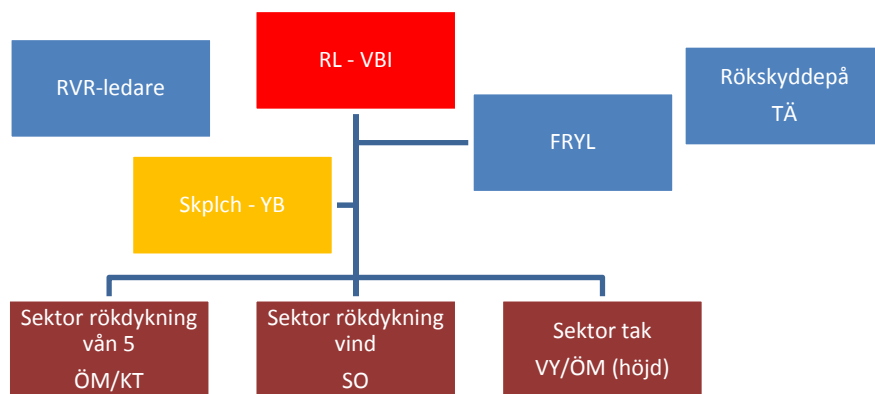 RL - VBI
RVR-ledare
Rökskyddepå
TÄ
FRYL
Skplch - YB
Sektor rökdykning
vån 5
ÖM/KT
Sektor rökdykning
vind
SO
Sektor tak
VY/ÖM (höjd)